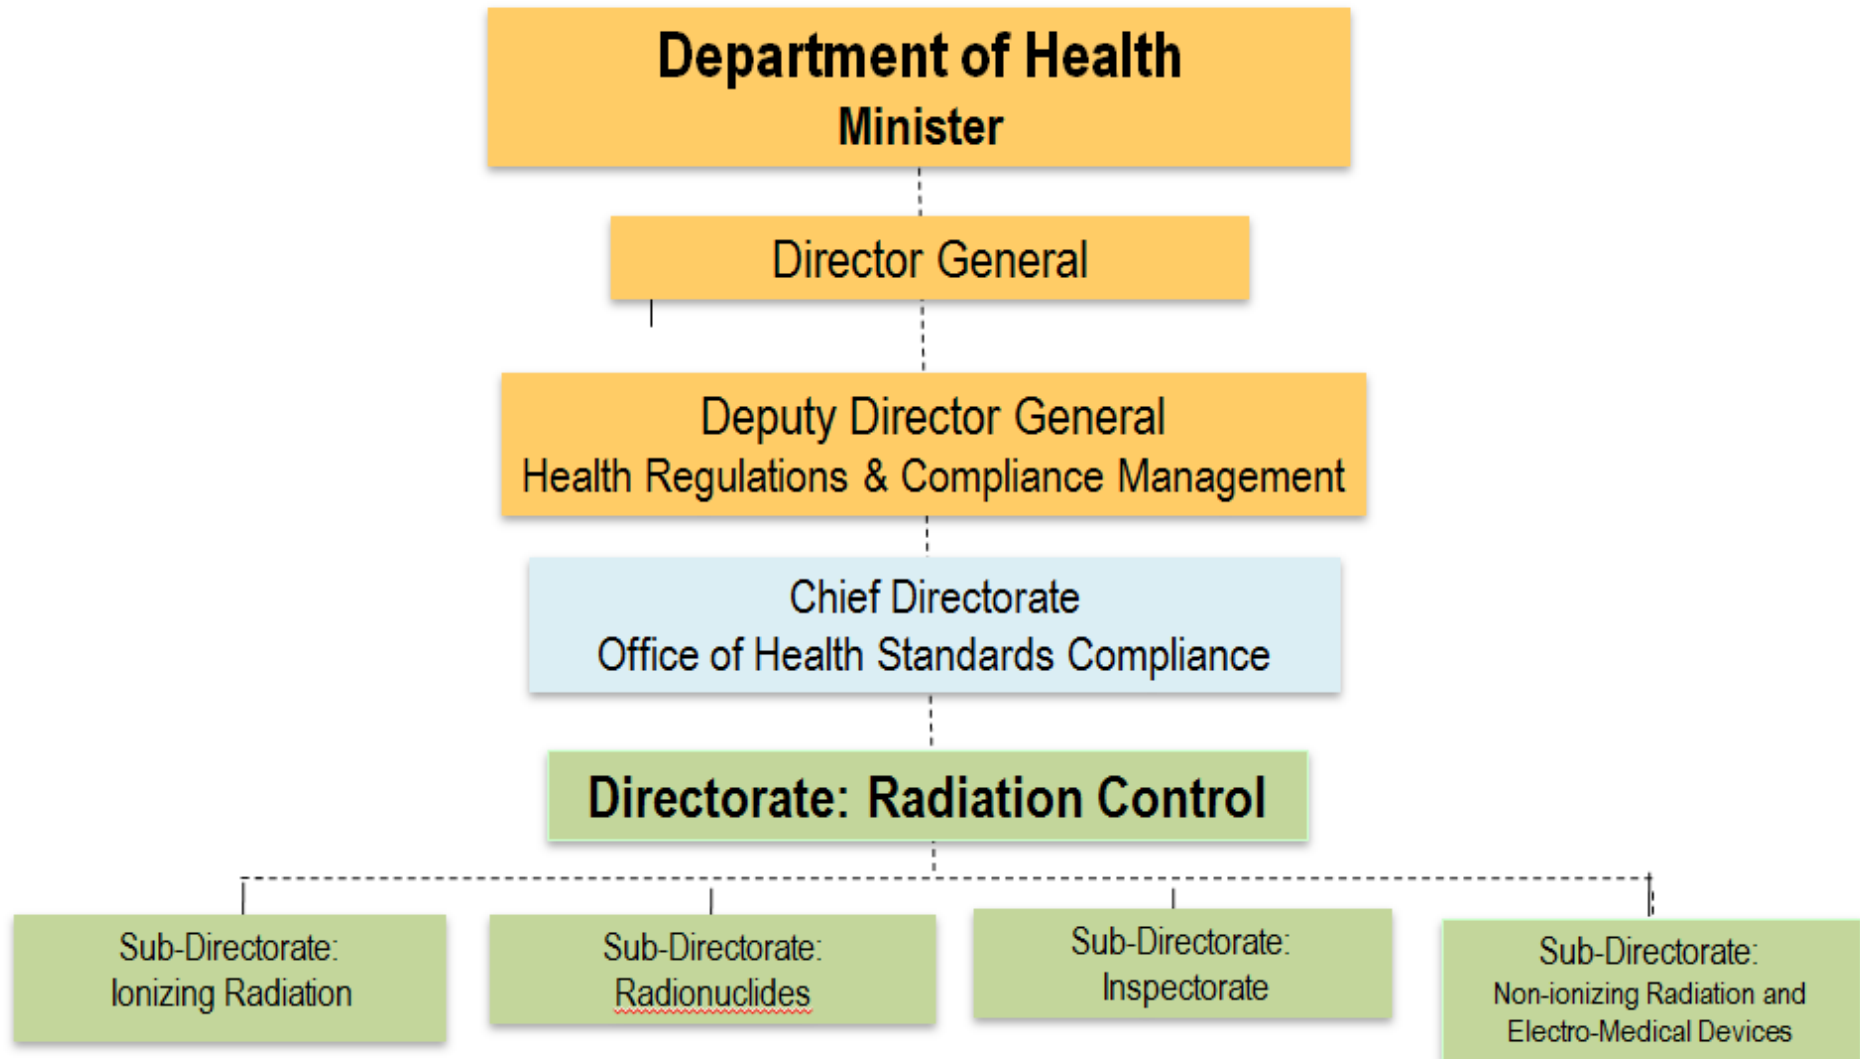 Department of Health
Minister
Director General
Deputy Director General
Health Regulations & Compliance Management
Chief Directorate
Office of Health Standards Compliance
Directorate: Radiation Control
Sub-Directorate:
Ionizing Radiation
Sub-Directorate:
Radionuclides
Sub-Directorate:
Inspectorate
Sub-Directorate:
Non-ionizing Radiation and
Electro-Medical Devices